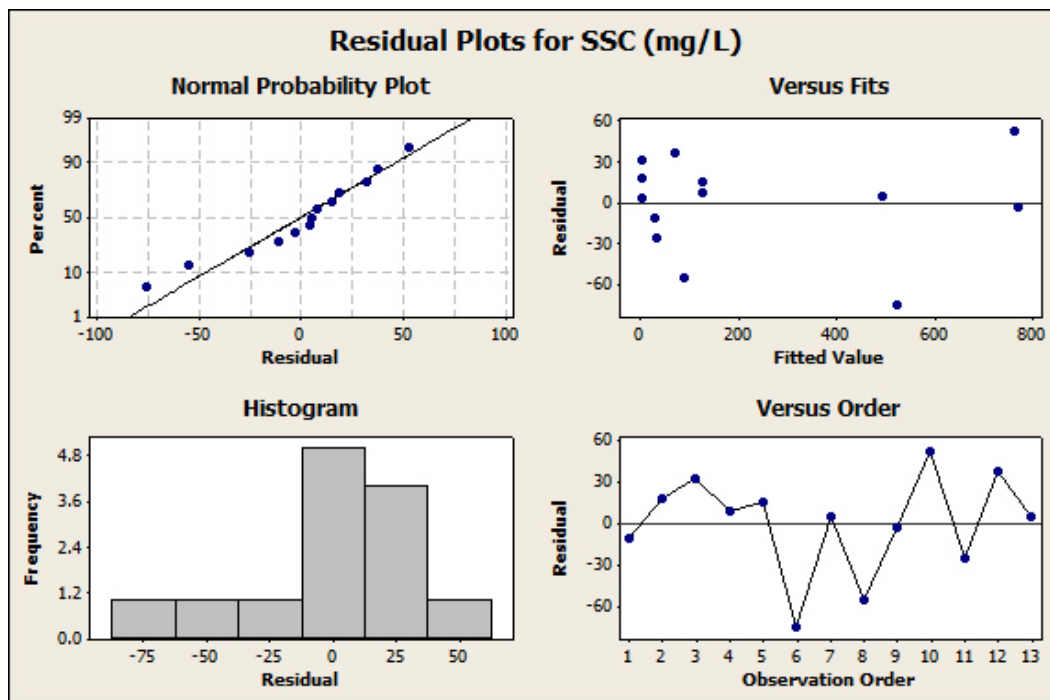 Residual Plots for SSC (mg/L)
Normal Probability Plot
99
90
50
10
1
Percent
-100 -50 0 50 100
Residual
Versus Fits
60
30
0
-30
-60
Residual
0 200 400 600 800
Fitted Value
Histogram
4.8
3.6
2.4
1.2
0.0
Frequency
-75 -50 -25 0 25 50
Residual
Versus Order
60
30
0
-30
-60
Residual
1 2 3 4 5 6 7 8 9 10 11 12 13
Observation Order